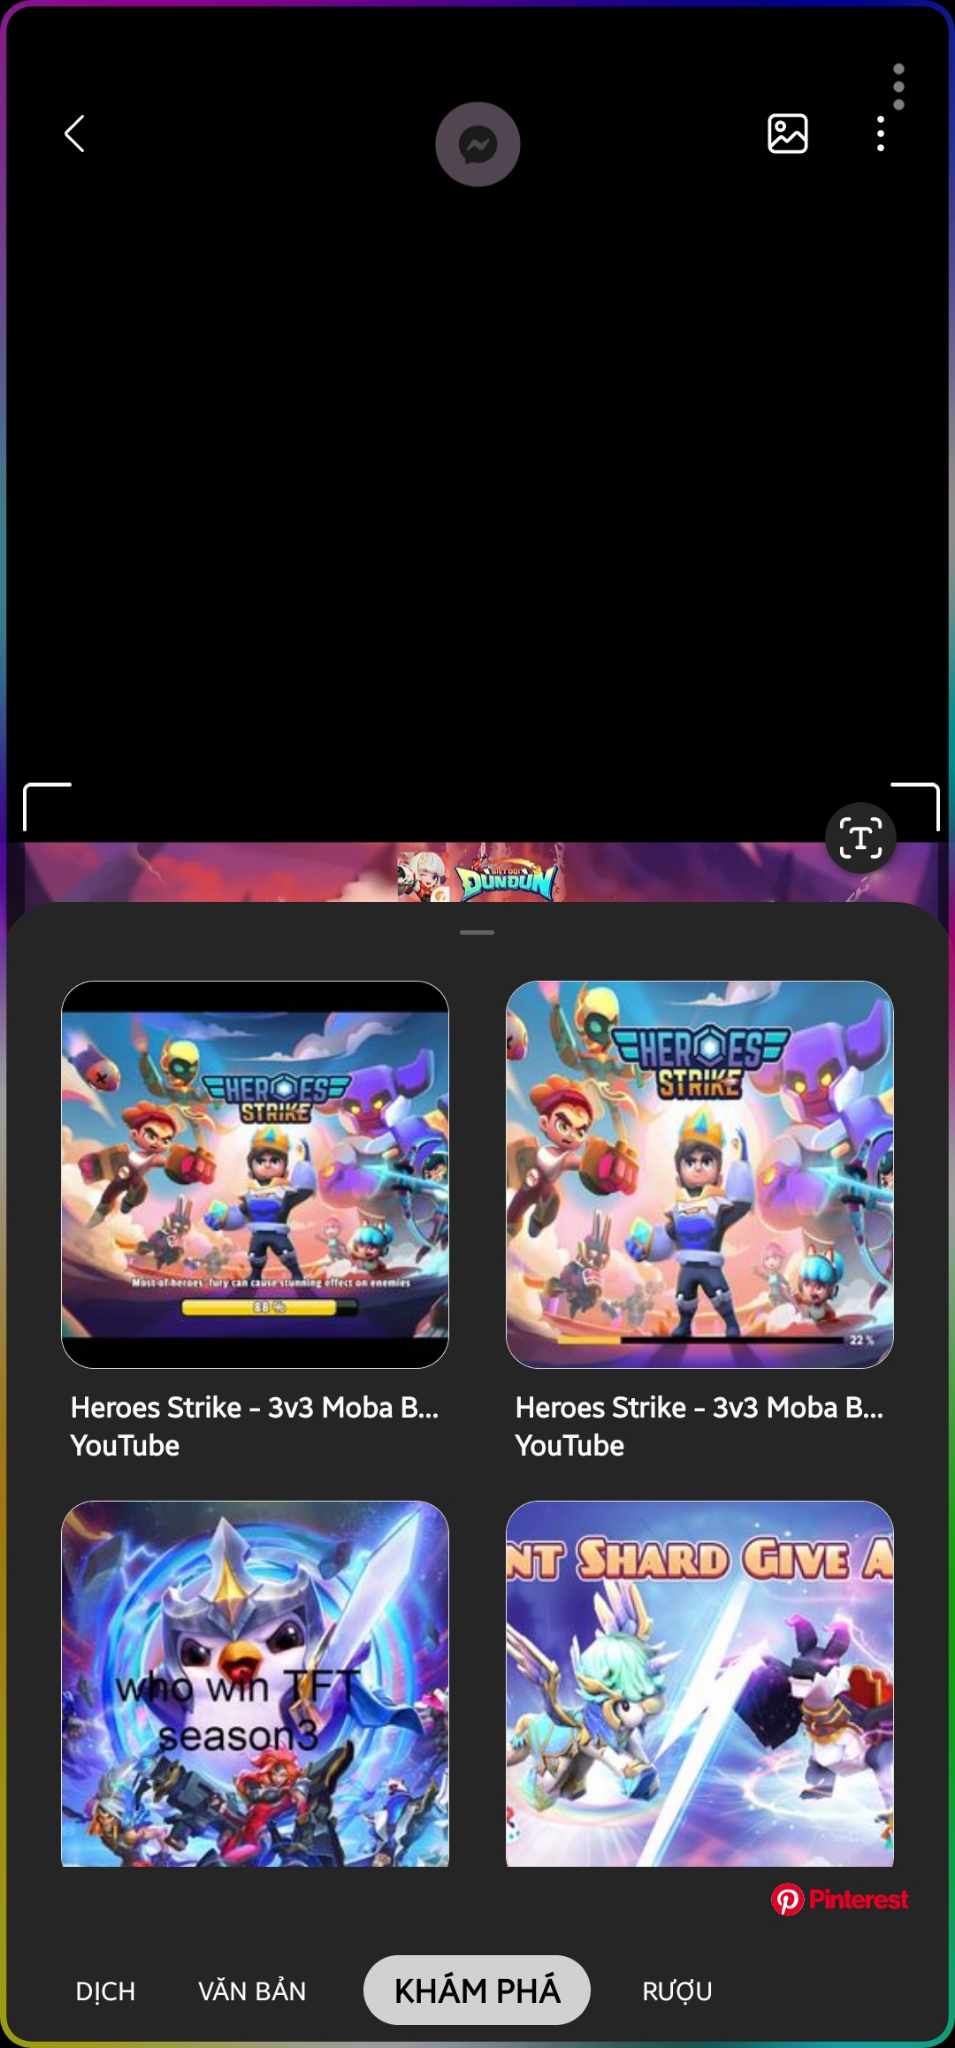 BIỆT ĐỘI
DUNDUN
HEROES
STRIKE
Most of heroes' fury can cause stunning effect on enemies
88 %
HEROES
STRIKE
22 %
Heroes Strike - 3v3 Moba B...
YouTube
Heroes Strike - 3v3 Moba B...
YouTube
who win TFT
season3
NT SHARD GIVE A
Pinterest
DỊCH
VĂN BẢN
KHÁM PHÁ
RƯỢU